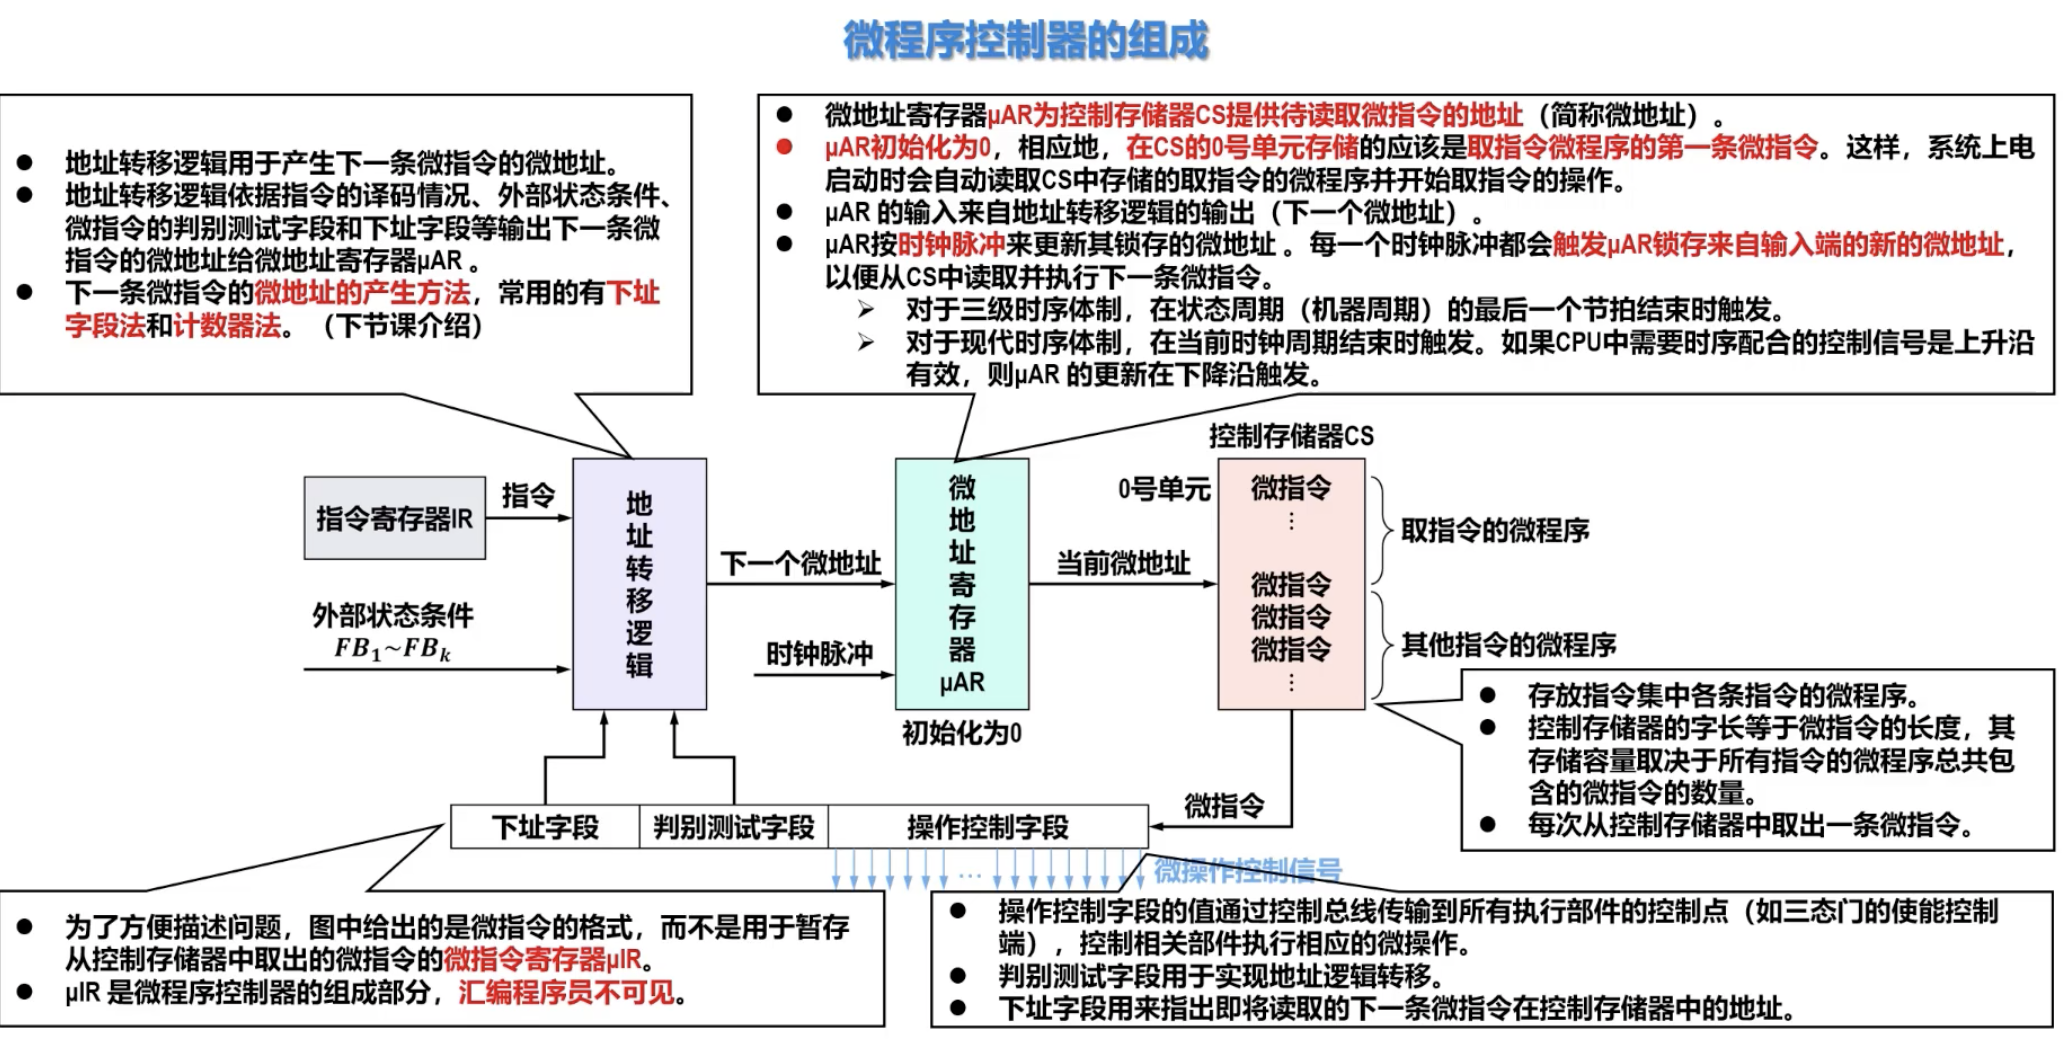 微程序控制器的组成
● 地址转移逻辑用于产生下一条微指令的微地址。
● 地址转移逻辑依据指令的译码情况、外部状态条件、
微指令的判别测试字段和下址字段等输出下一条微
指令的微地址给微地址寄存器μAR 。
● 下一条微指令的微地址的产生方法，常用的有下址
字段法和计数器法。（下节课介绍）
● 微地址寄存器μAR为控制存储器CS提供待读取微指令的地址（简称微地址）。
● μAR初始化为0，相应地，在CS的0号单元存储的应该是取指令微程序的第一条微指令。这样，系统上电
启动时会自动读取CS中存储的取指令的微程序并开始取指令的操作。
● μAR 的输入来自地址转移逻辑的输出（下一个微地址）。
● μAR按时钟脉冲来更新其锁存的微地址 。每一个时钟脉冲都会触发μAR锁存来自输入端的新的微地址，
以便从CS中读取并执行下一条微指令。
➢ 对于三级时序体制，在状态周期（机器周期）的最后一个节拍结束时触发。
➢ 对于现代时序体制，在当前时钟周期结束时触发。如果CPU中需要时序配合的控制信号是上升沿
有效，则μAR 的更新在下降沿触发。
指令寄存器IR
指令
外部状态条件
FB₁~FBₖ
地
址
转
移
逻
辑
下一个微地址
时钟脉冲
微
地
址
寄
存
器
μAR
初始化为0
当前微地址
控制存储器CS
0号单元
微指令
⋮
微指令
微指令
微指令
⋮
取指令的微程序
其他指令的微程序
● 存放指令集中各条指令的微程序。
● 控制存储器的字长等于微指令的长度，其
存储容量取决于所有指令的微程序总共包
含的微指令的数量。
● 每次从控制存储器中取出一条微指令。
微指令
下址字段
判别测试字段
操作控制字段
...
微操作控制信号
● 为了方便描述问题，图中给出的是微指令的格式，而不是用于暂存
从控制存储器中取出的微指令的微指令寄存器μIR。
● μIR 是微程序控制器的组成部分，汇编程序员不可见。
● 操作控制字段的值通过控制总线传输到所有执行部件的控制点（如三态门的使能控制
端），控制相关部件执行相应的微操作。
● 判别测试字段用于实现地址逻辑转移。
● 下址字段用来指出即将读取的下一条微指令在控制存储器中的地址。